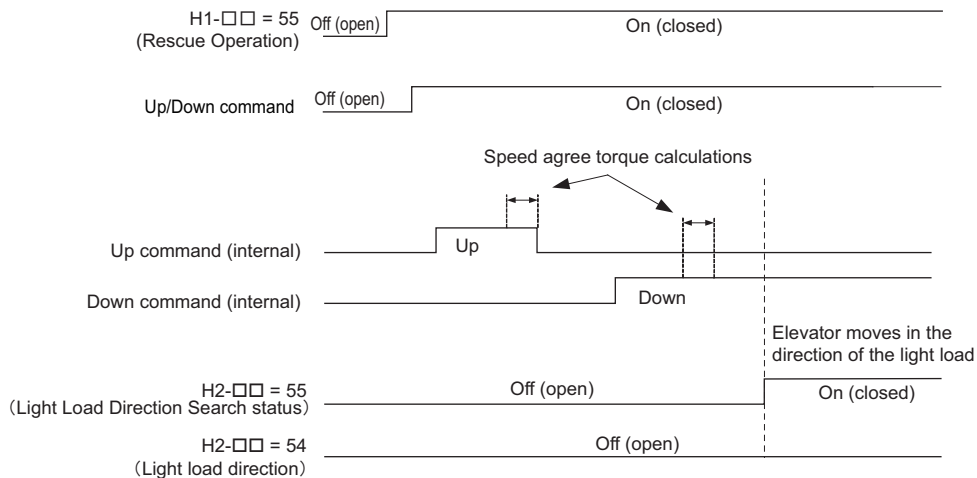 H1-□□ = 55
(Rescue Operation)
Off (open)
On (closed)
Up/Down command
Off (open)
On (closed)
Speed agree torque calculations
Up command (internal)
Up
Down command (internal)
Down
Elevator moves in the
direction of the light load
H2-□□ = 55
（Light Load Direction Search status）
Off (open)
On (closed)
H2-□□ = 54
（Light load direction）
Off (open)